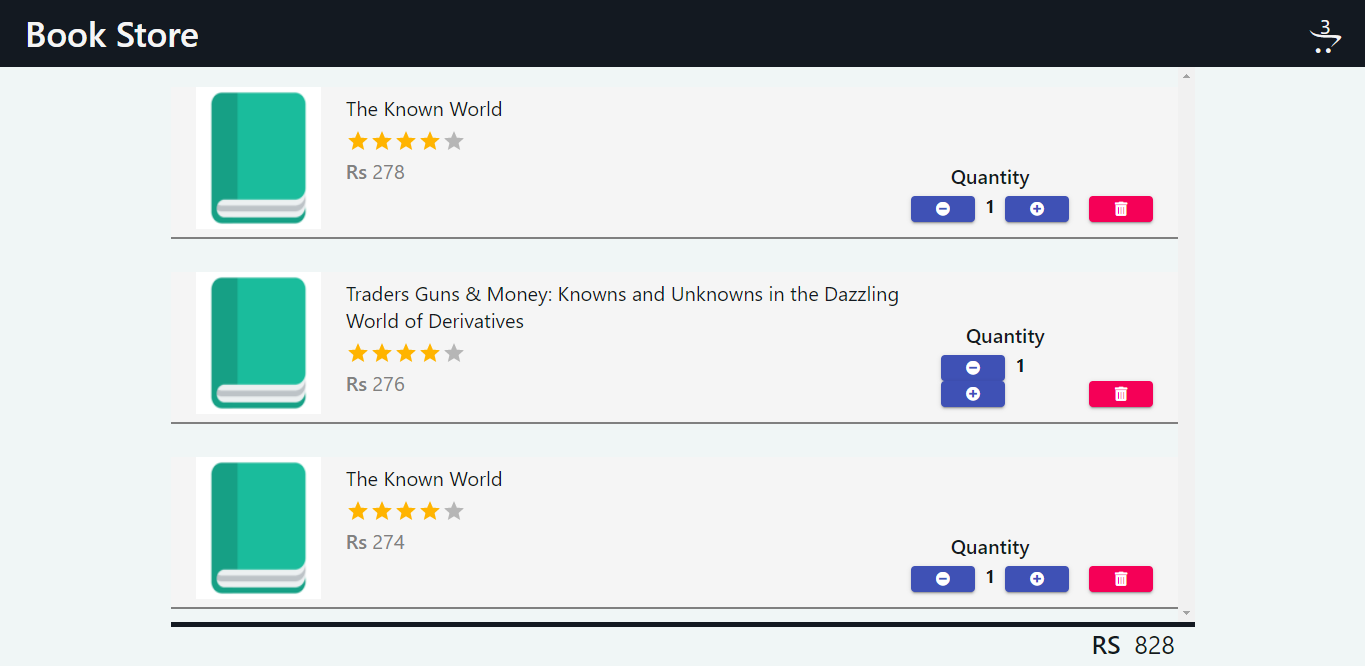 Book Store
3
The Known World
Rs 278
Quantity
1
Traders Guns & Money: Knowns and Unknowns in the Dazzling
World of Derivatives
Rs 276
Quantity
1
The Known World
Rs 274
Quantity
1
RS 828